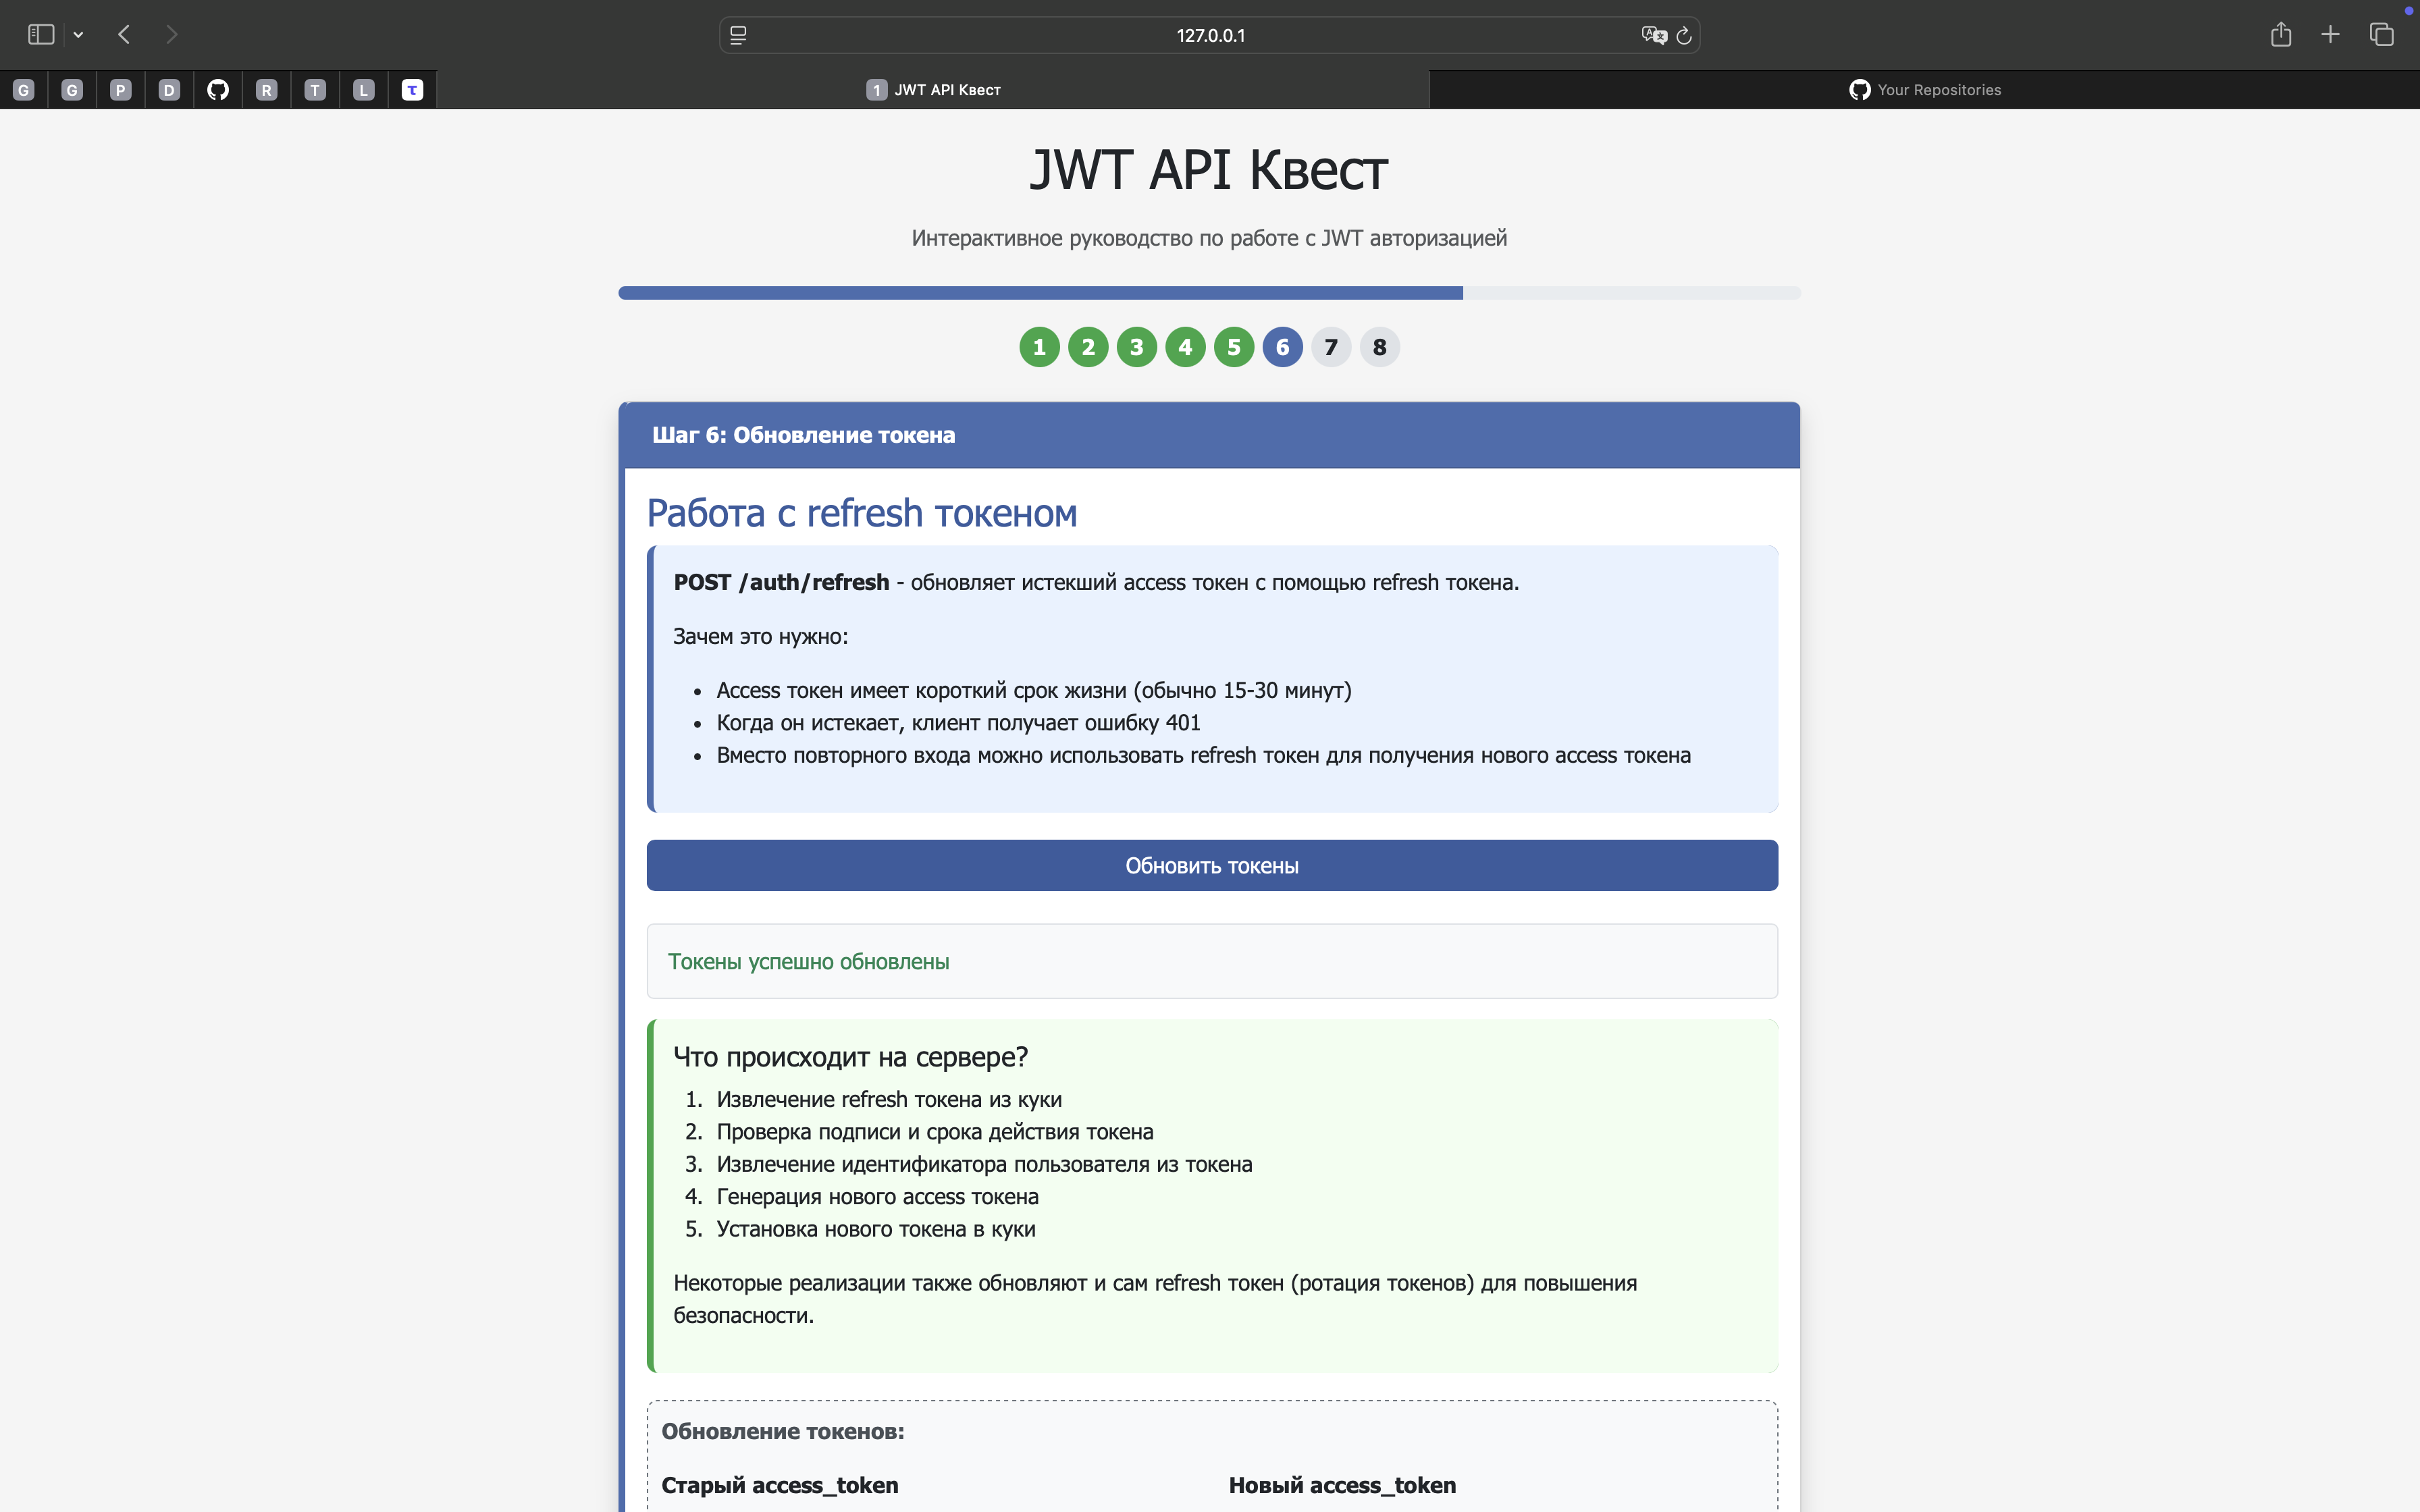 127.0.0.1
G
G
P
D
R
T
L
τ
1 JWT API Квест
Your Repositories
JWT API Квест
Интерактивное руководство по работе с JWT авторизацией
1 2 3 4 5 6 7 8
Шаг 6: Обновление токена
Работа с refresh токеном
POST /auth/refresh - обновляет истекший access токен с помощью refresh токена.
Зачем это нужно:
• Access токен имеет короткий срок жизни (обычно 15-30 минут)
• Когда он истекает, клиент получает ошибку 401
• Вместо повторного входа можно использовать refresh токен для получения нового access токена
Обновить токены
Токены успешно обновлены
Что происходит на сервере?
1. Извлечение refresh токена из куки
2. Проверка подписи и срока действия токена
3. Извлечение идентификатора пользователя из токена
4. Генерация нового access токена
5. Установка нового токена в куки
Некоторые реализации также обновляют и сам refresh токен (ротация токенов) для повышения
безопасности.
Обновление токенов:
Старый access_token
Новый access_token